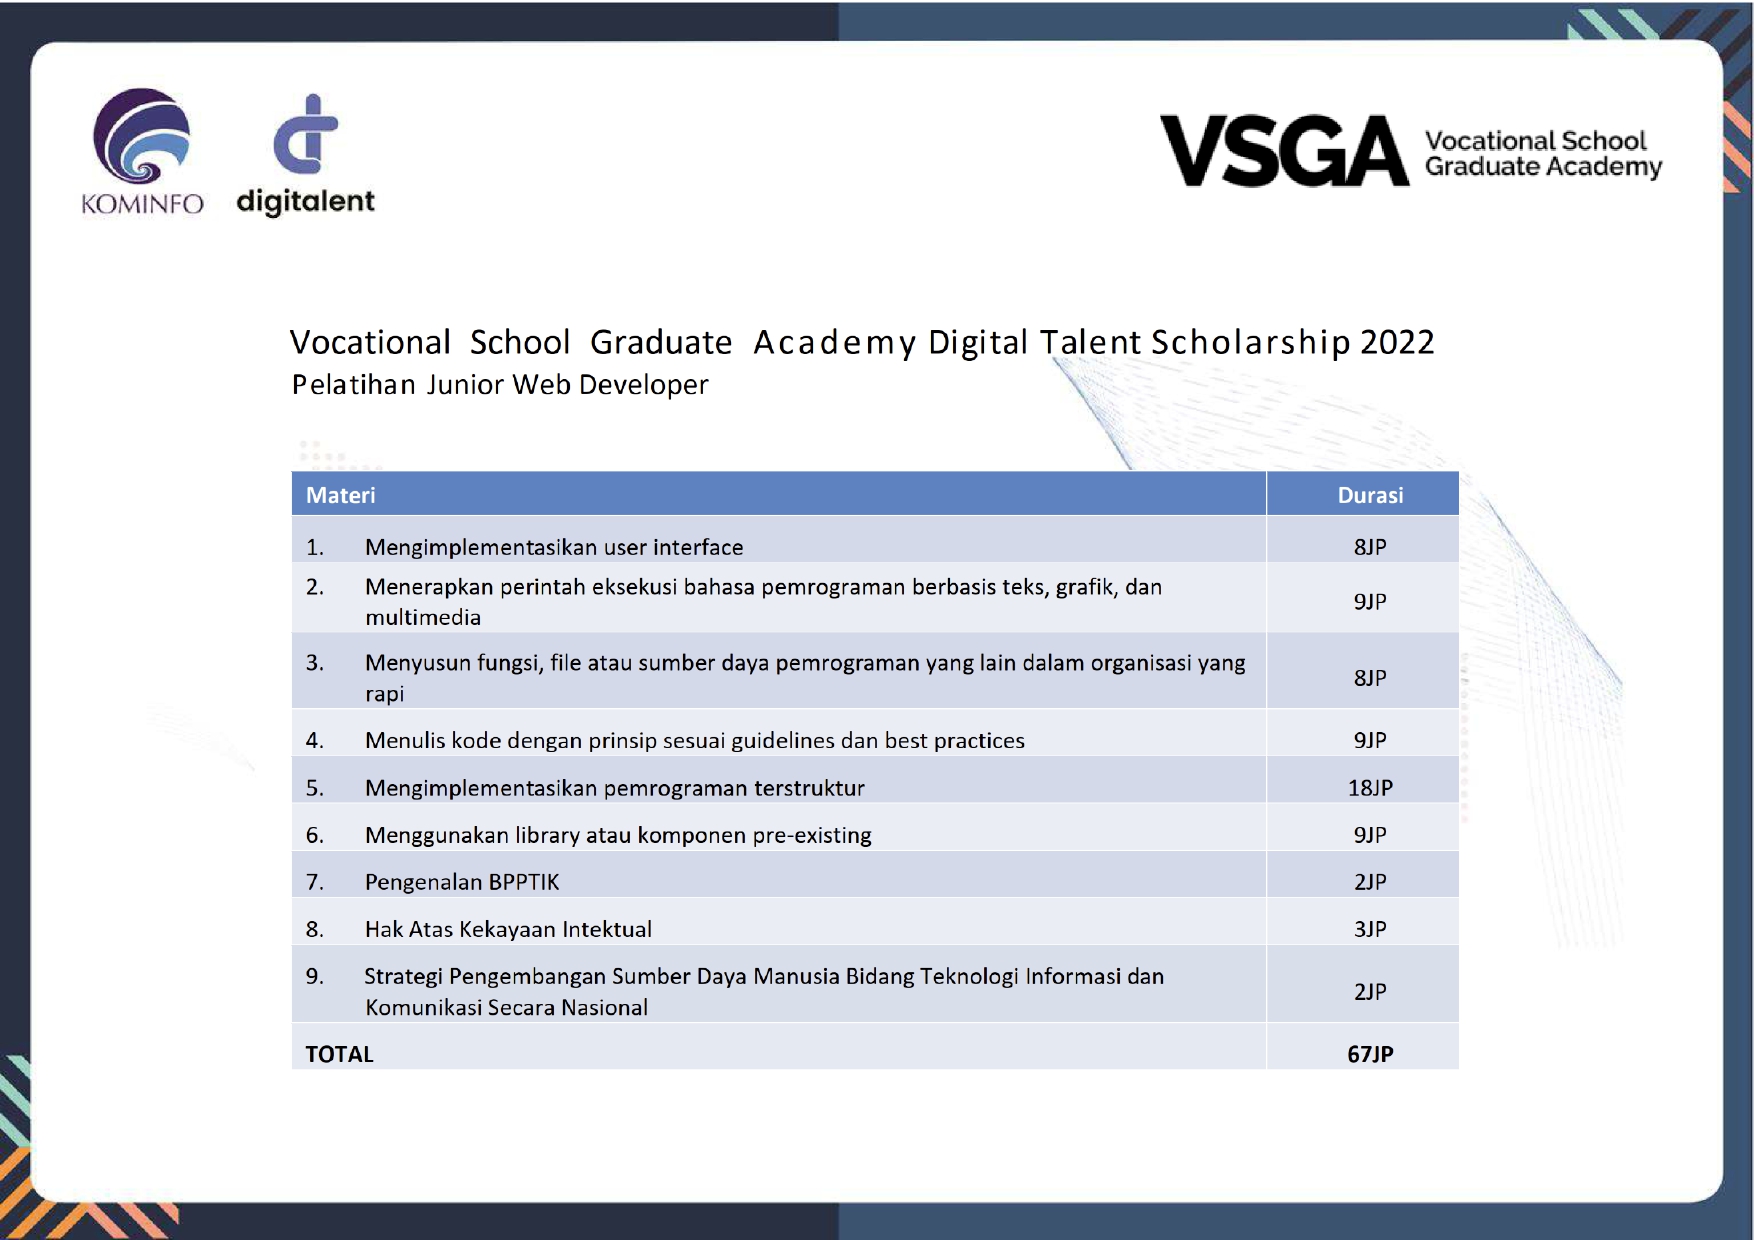 KOMINFO
digitalent
VSGA
Vocational School
Graduate Academy
Vocational School Graduate Academy Digital Talent Scholarship 2022
Pelatihan Junior Web Developer
Materi Durasi
1. Mengimplementasikan user interface 8JP
2. Menerapkan perintah eksekusi bahasa pemrograman berbasis teks, grafik, dan
multimedia 9JP
3. Menyusun fungsi, file atau sumber daya pemrograman yang lain dalam organisasi yang
rapi 8JP
4. Menulis kode dengan prinsip sesuai guidelines dan best practices 9JP
5. Mengimplementasikan pemrograman terstruktur 18JP
6. Menggunakan library atau komponen pre-existing 9JP
7. Pengenalan BPPTIK 2JP
8. Hak Atas Kekayaan Intektual 3JP
9. Strategi Pengembangan Sumber Daya Manusia Bidang Teknologi Informasi dan
Komunikasi Secara Nasional 2JP
TOTAL 67JP